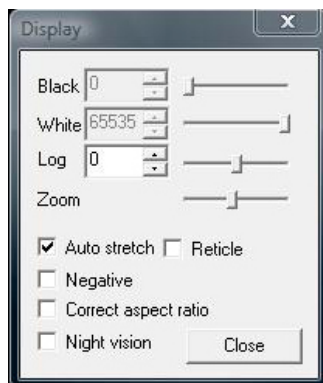 Display
Black 0
White 65535
Log 0
Zoom
Auto stretch Reticle
Negative
Correct aspect ratio
Night vision Close